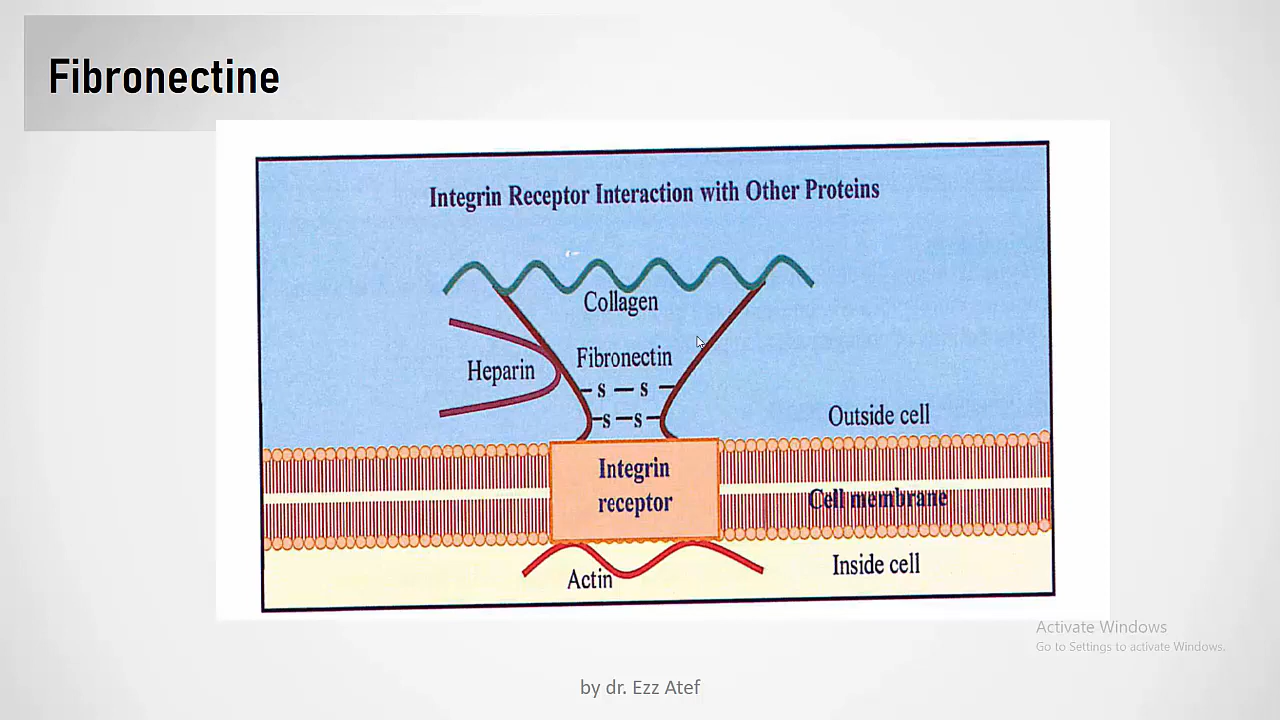 Fibronectine
Integrin Receptor Interaction with Other Proteins
Collagen
Fibronectin
Heparin
– s – s –
–s –s–
Outside cell
Integrin
receptor
Cell membrane
Actin
Inside cell
Activate Windows
Go to Settings to activate Windows.
by dr. Ezz Atef